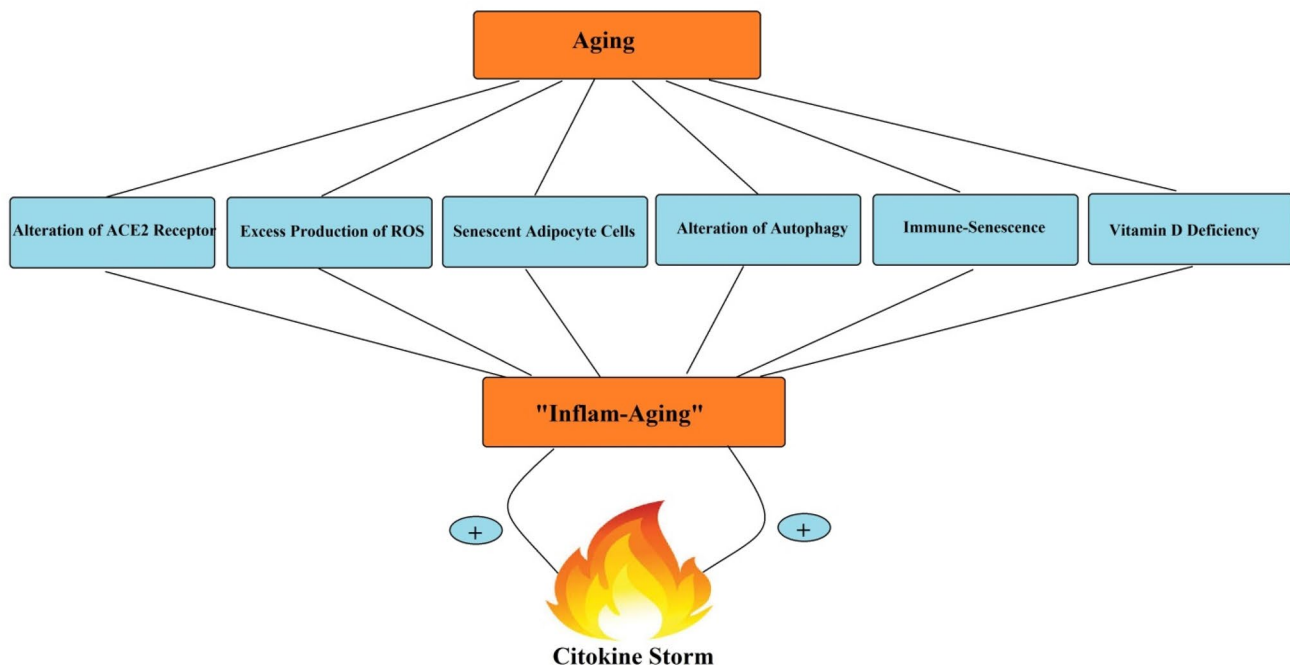 Aging
Alteration of ACE2 Receptor
Excess Production of ROS
Senescent Adipocyte Cells
Alteration of Autophagy
Immune-Senescence
Vitamin D Deficiency
"Inflam-Aging"
+
+
Citokine Storm